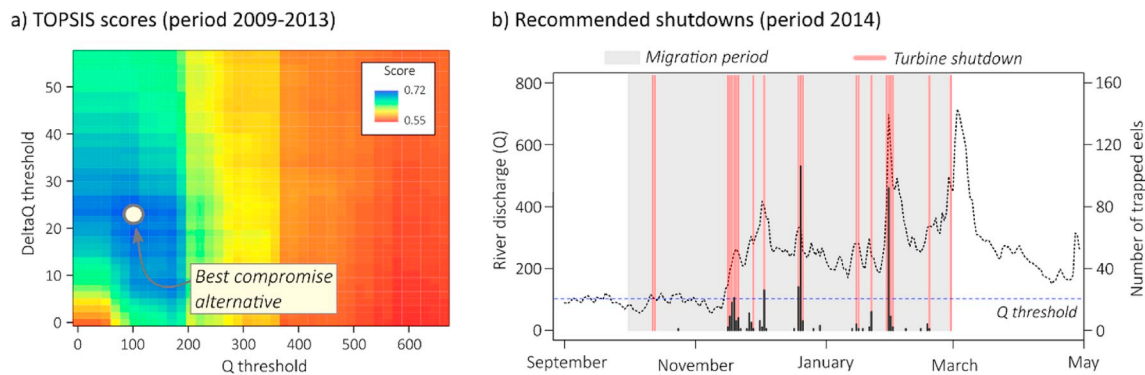 a) TOPSIS scores (period 2009-2013)
Score
0.72
0.55
Best compromise
alternative
DeltaQ threshold
50
40
30
20
10
0
0 100 200 300 400 500 600
Q threshold
b) Recommended shutdowns (period 2014)
Migration period
Turbine shutdown
River discharge (Q)
800
600
400
200
0
Number of trapped eels
160
120
80
40
0
Q threshold
September November January March May